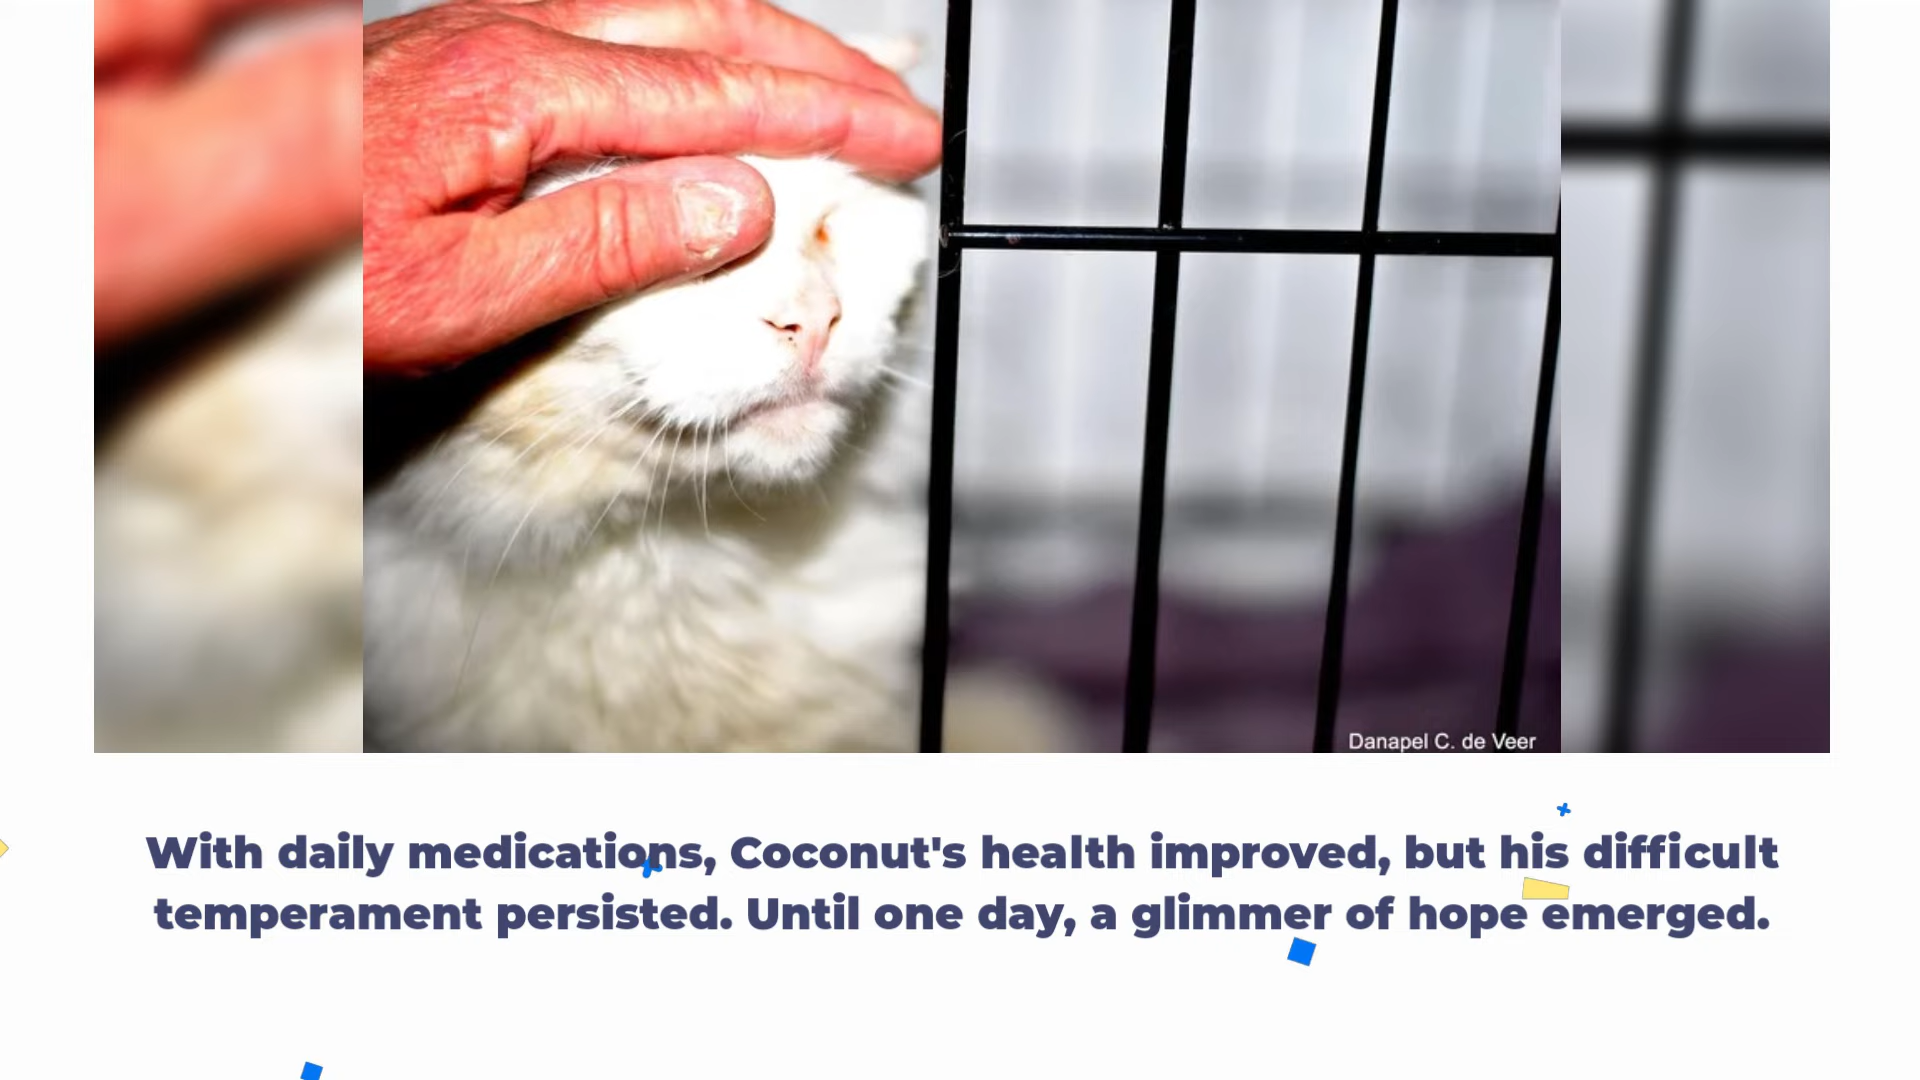 Danapel C. de Veer
With daily medications, Coconut's health improved, but his difficult
temperament persisted. Until one day, a glimmer of hope emerged.